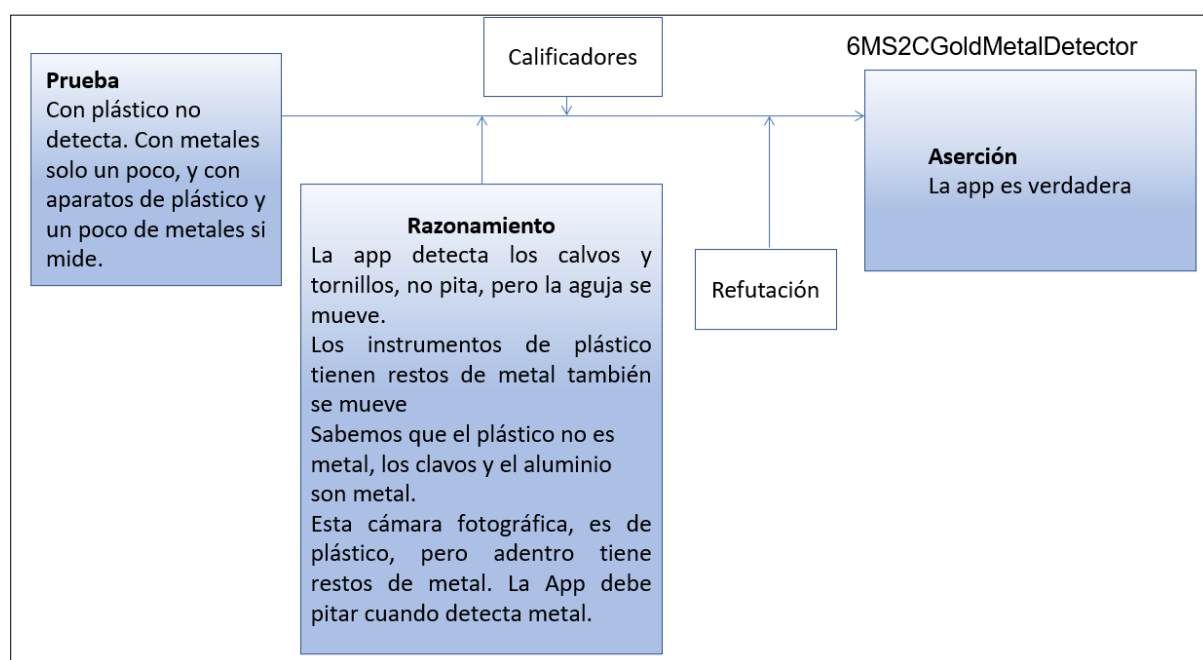 6MS2CGoldMetalDetector
Calificadores
Prueba
Con plástico no
detecta. Con metales
solo un poco, y con
aparatos de plástico y
un poco de metales si
mide.
Aserción
La app es verdadera
Razonamiento
La app detecta los calvos y
tornillos, no pita, pero la aguja se
mueve.
Los instrumentos de plástico
tienen restos de metal también
se mueve
Sabemos que el plástico no es
metal, los clavos y el aluminio
son metal.
Esta cámara fotográfica, es de
plástico, pero adentro tiene
restos de metal. La App debe
pitar cuando detecta metal.
Refutación